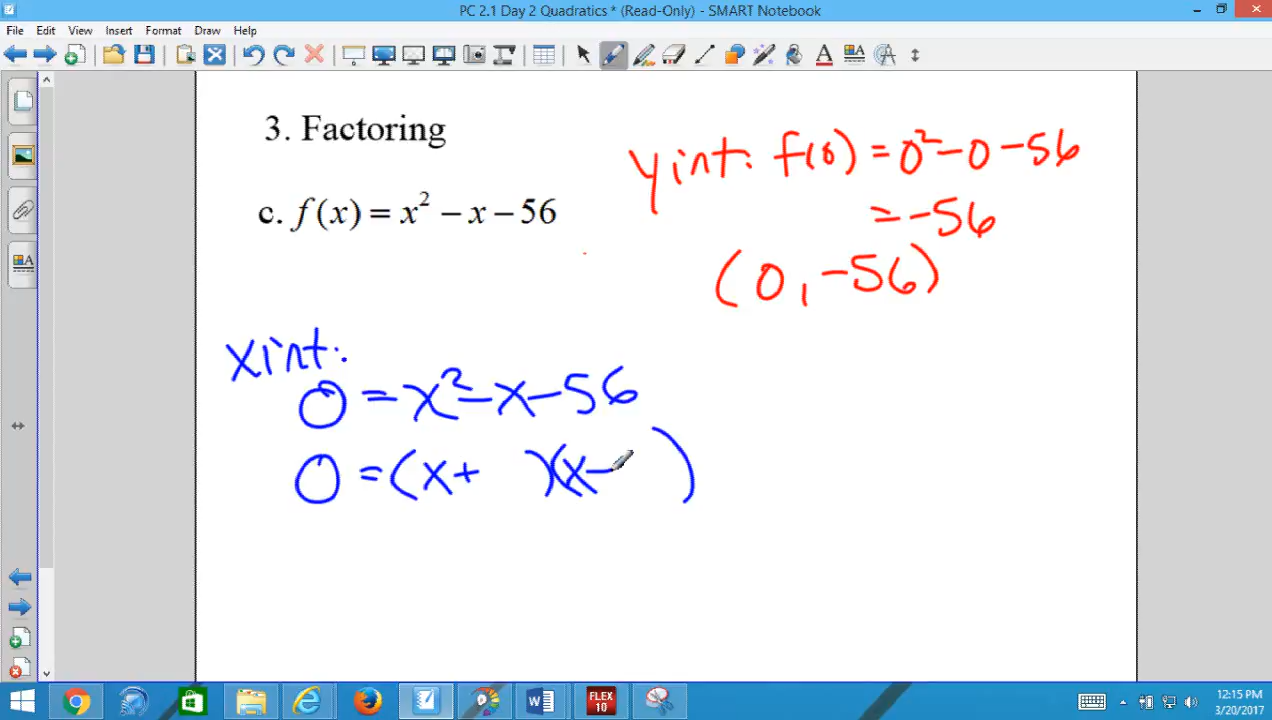 PC 2.1 Day 2 Quadratics * (Read-Only) - SMART Notebook
File Edit View Insert Format Draw Help
3. Factoring
yint: f(0) = 0² - 0 - 56
= -56
(0, -56)
c. f(x) = x² - x - 56
xint:
0 = x² - x - 56
0 = (x+ )(x- )
FLEX 10
12:15 PM
3/20/2017